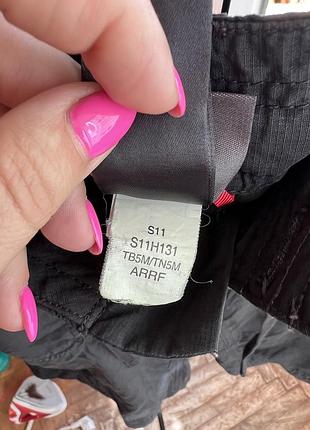 S11
S11H131
TB5M/TN5M
ARRF